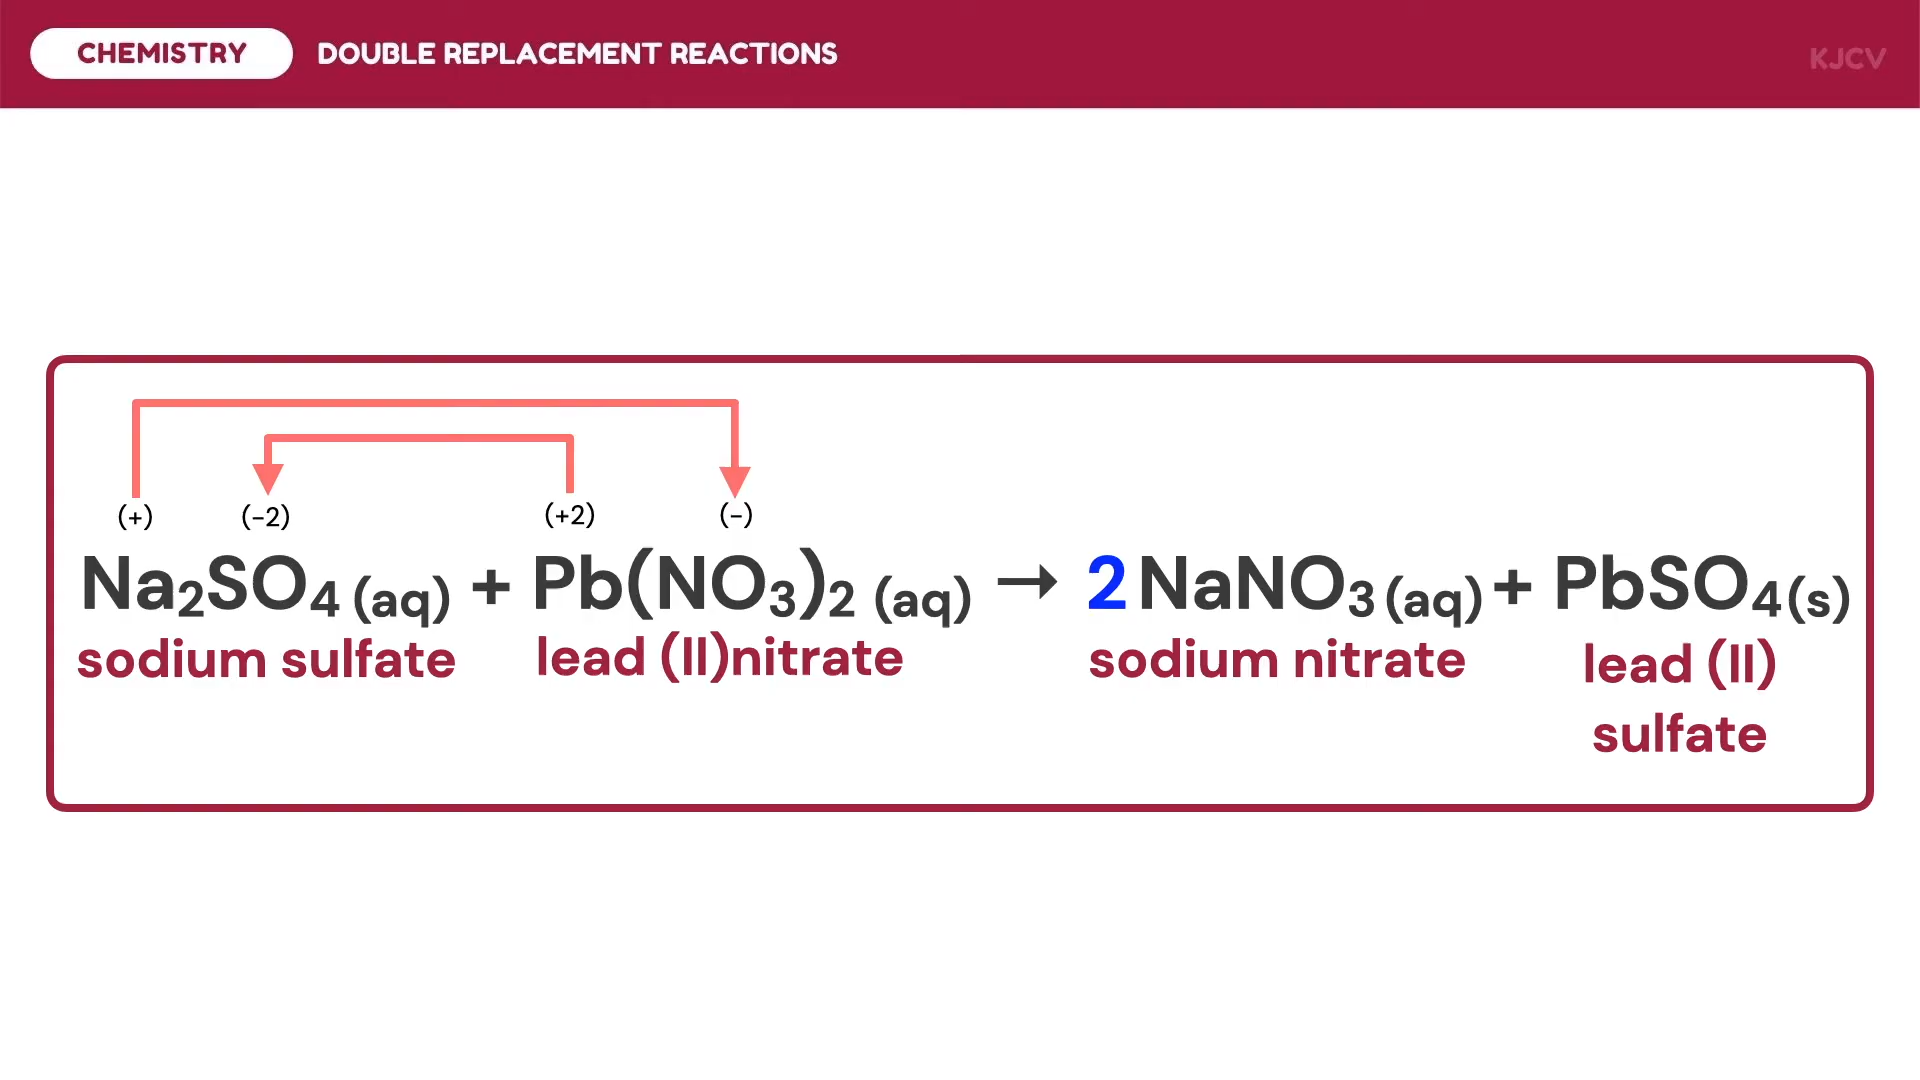 CHEMISTRY DOUBLE REPLACEMENT REACTIONS KJCV
(+) (-2) (+2) (-)
Na₂SO₄ (aq) + Pb(NO₃)₂ (aq) → 2 NaNO₃ (aq) + PbSO₄ (s)
sodium sulfate lead (II)nitrate sodium nitrate lead (II)
sulfate